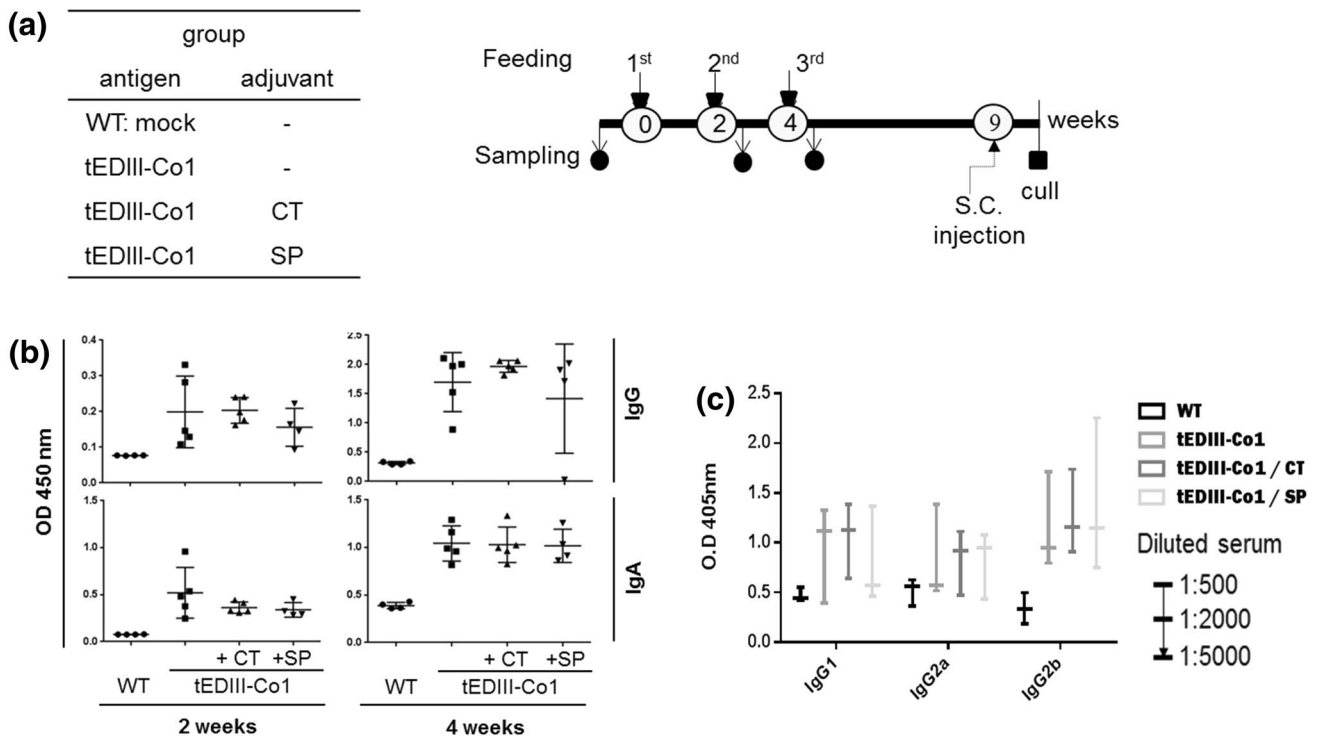 (a)
group
antigen adjuvant
WT: mock -
tEDIII-Co1 -
tEDIII-Co1 CT
tEDIII-Co1 SP
Feeding 1st 2nd 3rd
0 2 4 9 weeks
Sampling
S.C.
injection
cull
(b)
OD 450 nm
0.4
0.3
0.2
0.1
0.0
2.5
2.0
1.5
1.0
0.5
0.0
IgG
1.5
1.0
0.5
0.0
1.5
1.0
0.5
0.0
IgA
+ CT +SP
WT tEDIII-Co1
2 weeks
+ CT +SP
WT tEDIII-Co1
4 weeks
(c)
O.D 405nm
2.5
2.0
1.5
1.0
0.5
0.0
IgG1 IgG2a IgG2b
WT
tEDIII-Co1
tEDIII-Co1 / CT
tEDIII-Co1 / SP
Diluted serum
1:500
1:2000
1:5000